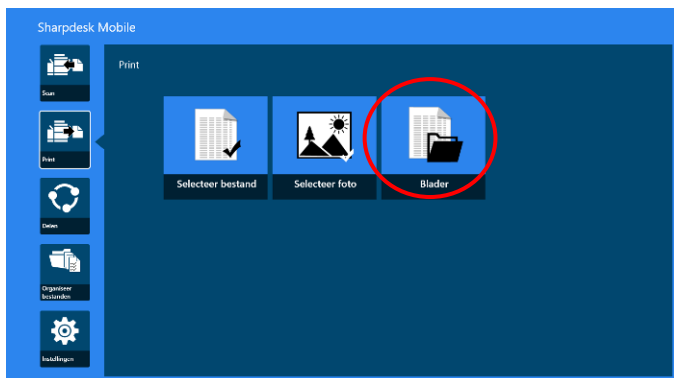 Sharpdesk Mobile
Scan
Print
Print
Selecteer bestand
Selecteer foto
Blader
Delen
Organiseer
bestanden
Instellingen